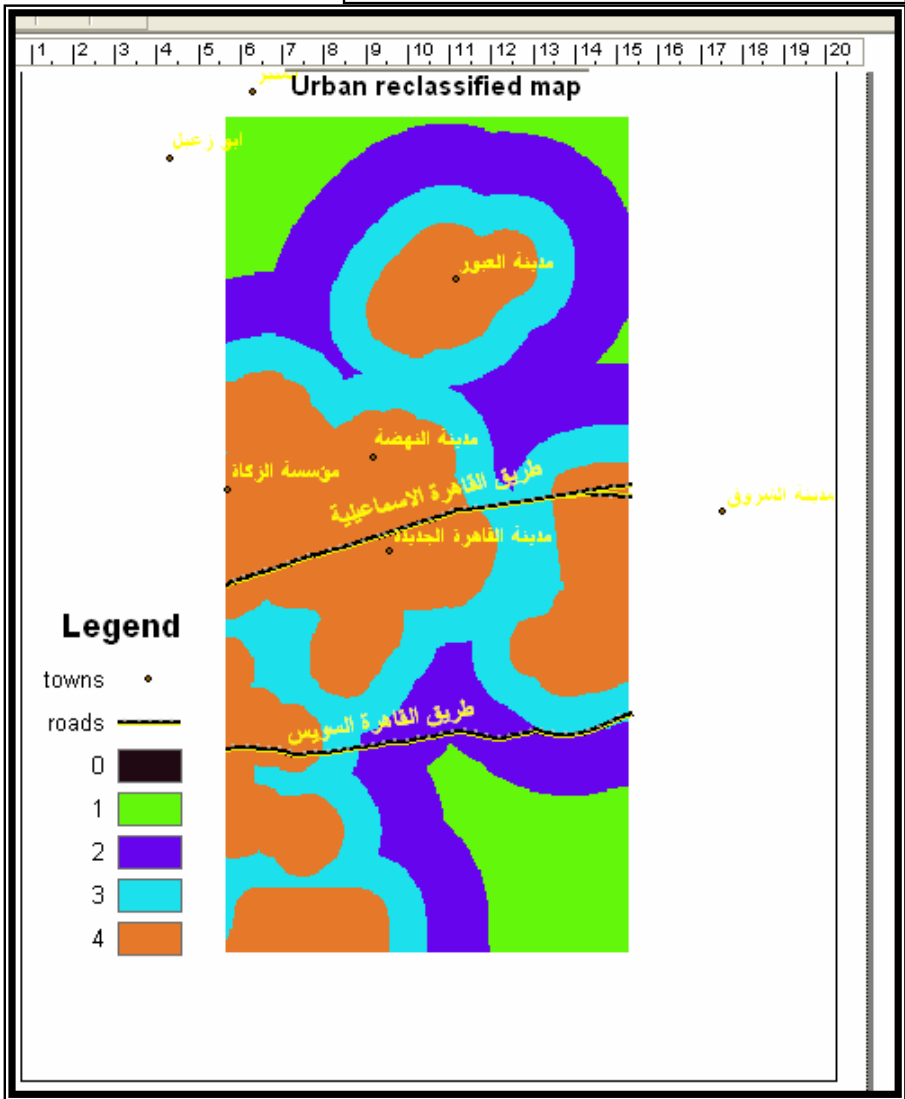 1 2 3 4 5 6 7 8 9 10 11 12 13 14 15 16 17 18 19 20
Urban reclassified map
ابو زعبل
مدينة العبور
مدينة النهضة
مؤسسة الزكاة
طريق القاهرة الاسماعيلية
مدينة الشروق
مدينة القاهرة الجديدة
Legend
towns
roads
طريق القاهرة السويس
0
1
2
3
4